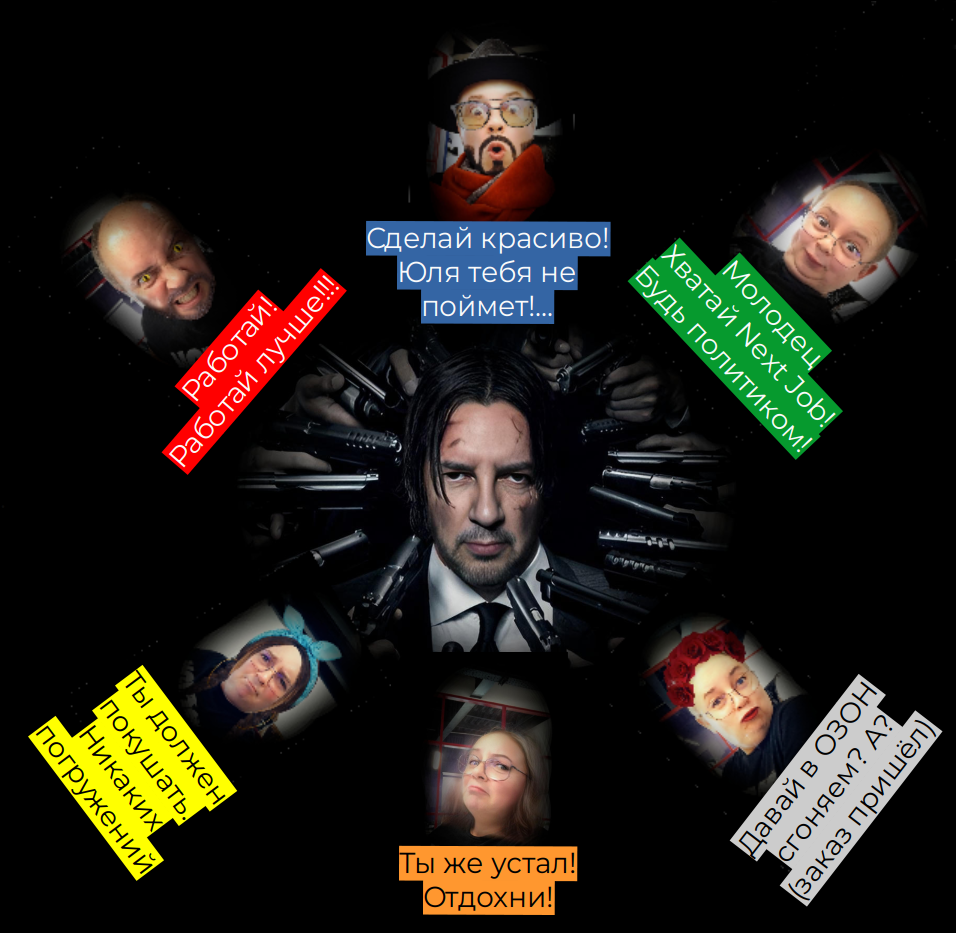 Сделай красиво!
Юля тебя не
поймет!...
Работай!
Работай лучше!!!
Молодец
Хватай Next Job!
Будь политиком!
Ты должен
покушать.
Никаких
погружений
Ты же устал!
Отдохни!
Давай в ОЗОН
сгоняем? А?
(заказ пришёл)